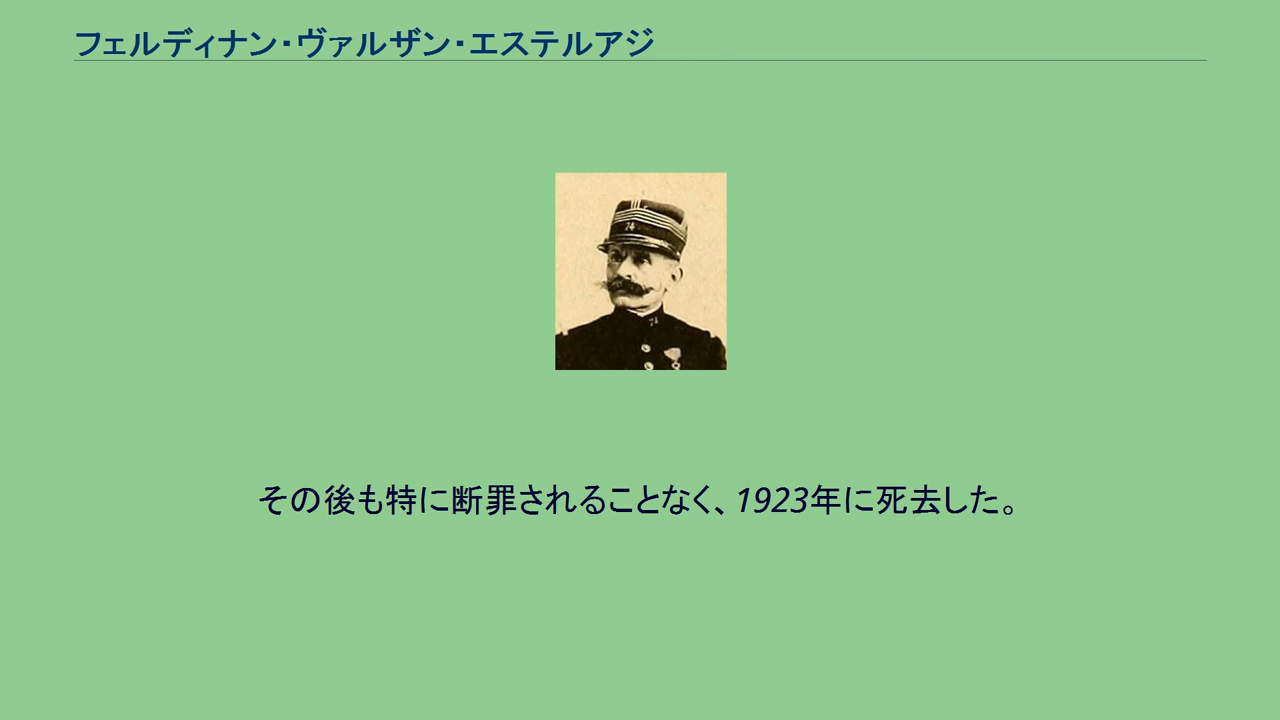 フェルディナン・ヴァルザン・エステルアジ
その後も特に断罪されることなく、1923年に死去した。